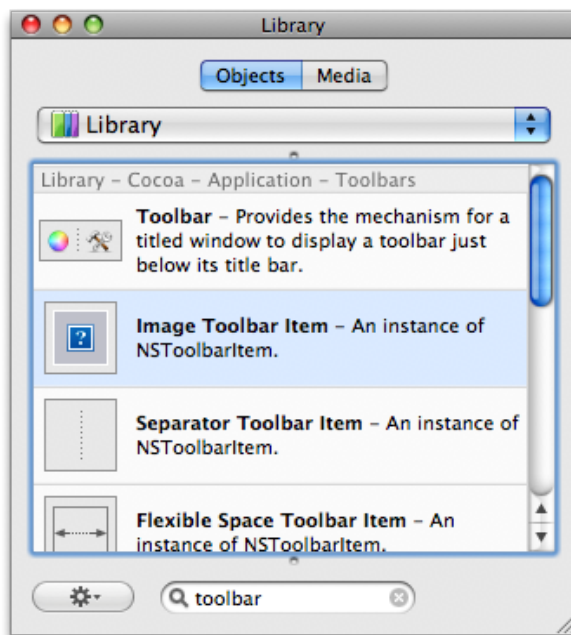 Library
Objects Media
Library
Library – Cocoa – Application – Toolbars
Toolbar – Provides the mechanism for a
titled window to display a toolbar just
below its title bar.
Image Toolbar Item – An instance of
NSToolbarItem.
Separator Toolbar Item – An instance of
NSToolbarItem.
Flexible Space Toolbar Item – An
instance of NSToolbarItem.
toolbar